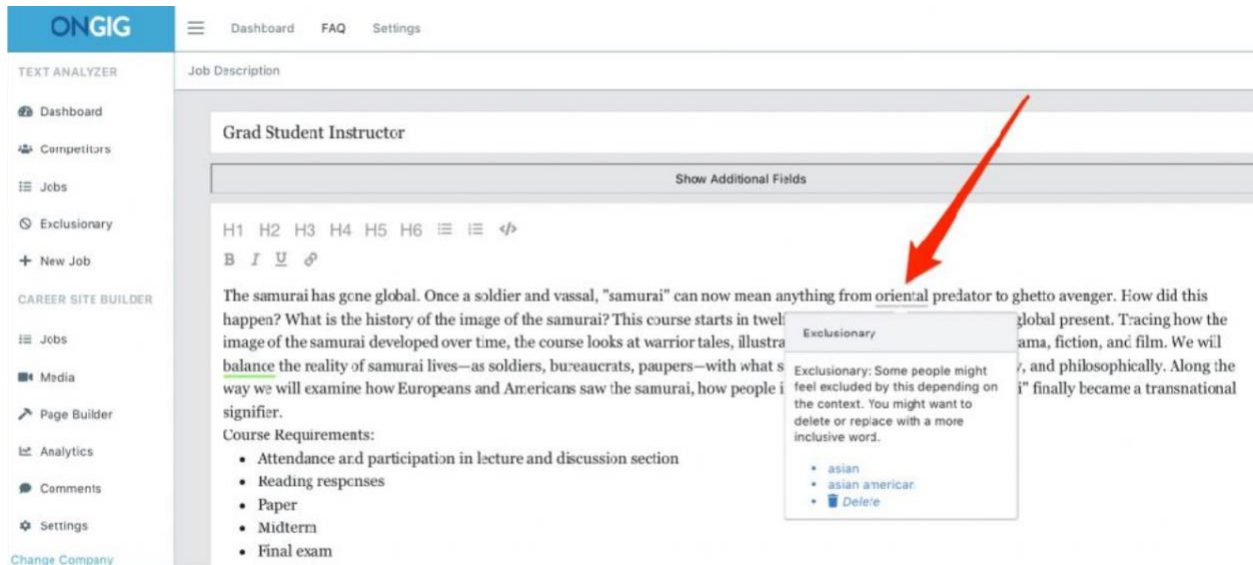 ONGIG
Dashboard FAQ Settings
TEXT ANALYZER
Job Description
Dashboard
Competitors
Jobs
Exclusionary
New Job
CAREER SITE BUILDER
Jobs
Media
Page Builder
Analytics
Comments
Settings
Change Company
Grad Student Instructor
Show Additional Fields
H1 H2 H3 H4 H5 H6 </>
B I U
The samurai has gone global. Once a soldier and vassal, "samurai" can now mean anything from oriental predator to ghetto avenger. How did this
happen? What is the history of the image of the samurai? This course starts in twel global present. Tracing how the
image of the samurai developed over time, the course looks at warrior tales, illustra ama, fiction, and film. We will
balance the reality of samurai lives—as soldiers, bureaucrats, paupers—with what s , and philosophically. Along the
way we will examine how Europeans and Americans saw the samurai, how people i i" finally became a transnational
signifier.
Course Requirements:
• Attendance and participation in lecture and discussion section
• Reading responses
• Paper
• Midterm
• Final exam
Exclusionary
Exclusionary: Some people might
feel excluded by this depending on
the context. You might want to
delete or replace with a more
inclusive word.
• asian
• asian american
• Delete